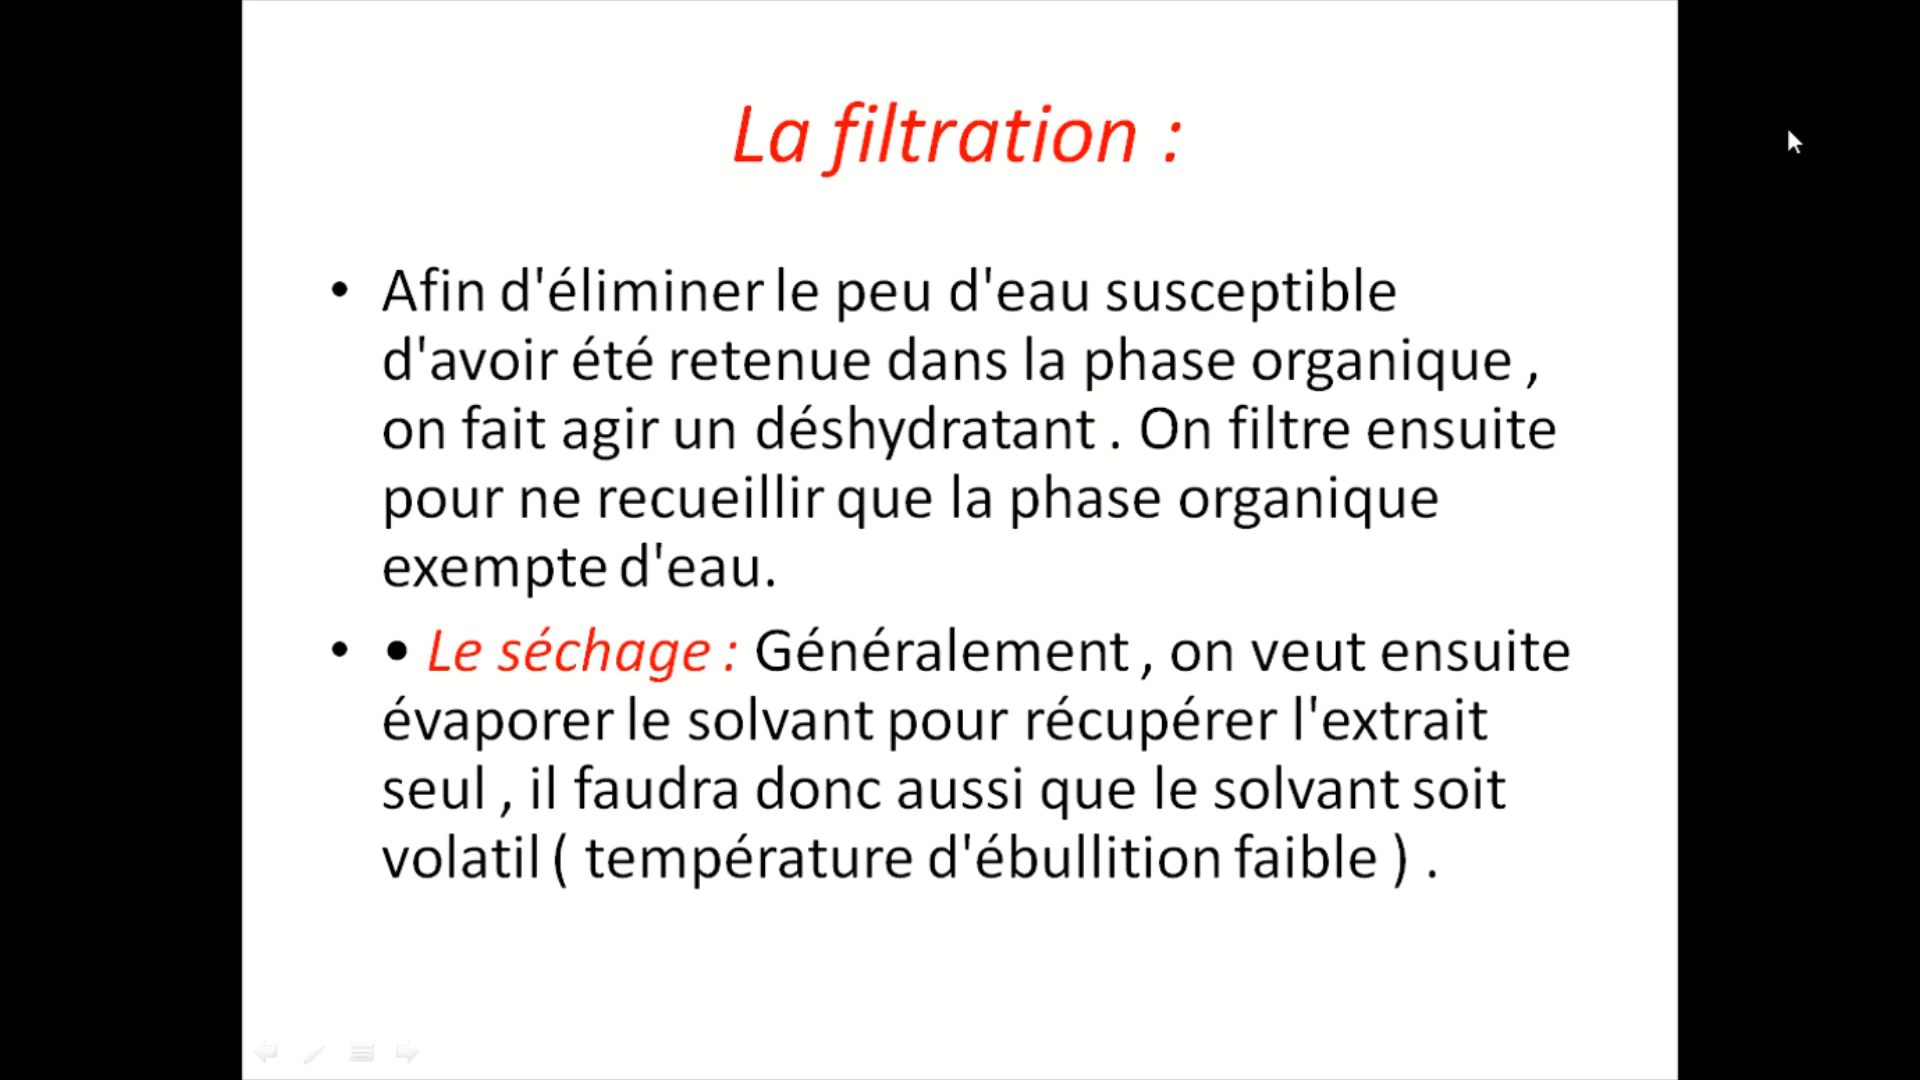 La filtration :
• Afin d'éliminer le peu d'eau susceptible
d'avoir été retenue dans la phase organique ,
on fait agir un déshydratant . On filtre ensuite
pour ne recueillir que la phase organique
exempte d'eau.
• • Le séchage : Généralement , on veut ensuite
évaporer le solvant pour récupérer l'extrait
seul , il faudra donc aussi que le solvant soit
volatil ( température d'ébullition faible ) .